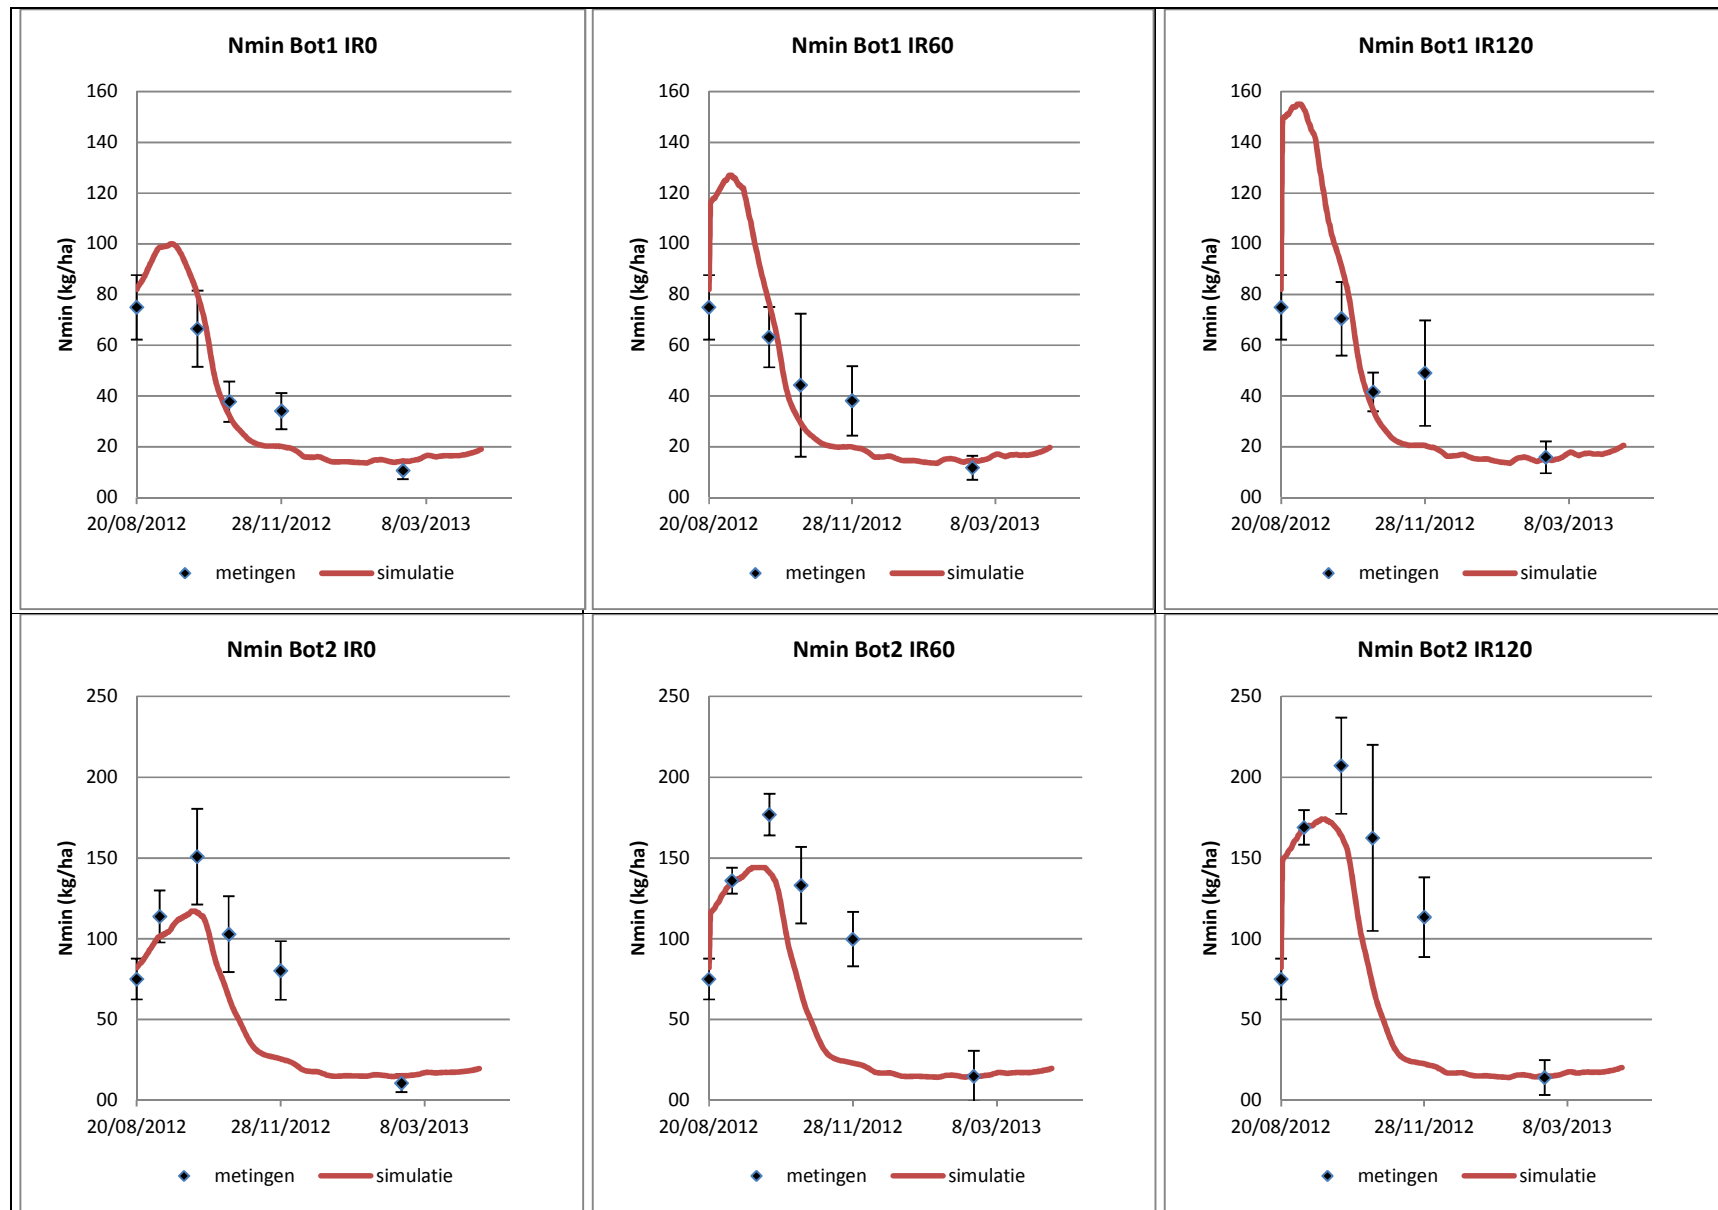 Nmin Bot1 IR0
160
140
120
100
80
60
40
20
00
Nmin (kg/ha)
20/08/2012 28/11/2012 8/03/2013
metingen simulatie
Nmin Bot1 IR60
160
140
120
100
80
60
40
20
00
Nmin (kg/ha)
20/08/2012 28/11/2012 8/03/2013
metingen simulatie
Nmin Bot1 IR120
160
140
120
100
80
60
40
20
00
Nmin (kg/ha)
20/08/2012 28/11/2012 8/03/2013
metingen simulatie
Nmin Bot2 IR0
250
200
150
100
50
00
Nmin (kg/ha)
20/08/2012 28/11/2012 8/03/2013
metingen simulatie
Nmin Bot2 IR60
250
200
150
100
50
00
Nmin (kg/ha)
20/08/2012 28/11/2012 8/03/2013
metingen simulatie
Nmin Bot2 IR120
250
200
150
100
50
00
Nmin (kg/ha)
20/08/2012 28/11/2012 8/03/2013
metingen simulatie